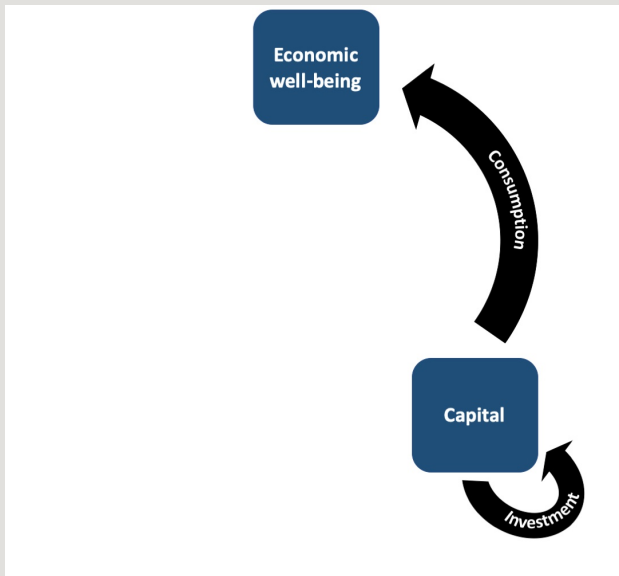 Economic
well-being
Consumption
Capital
Investment